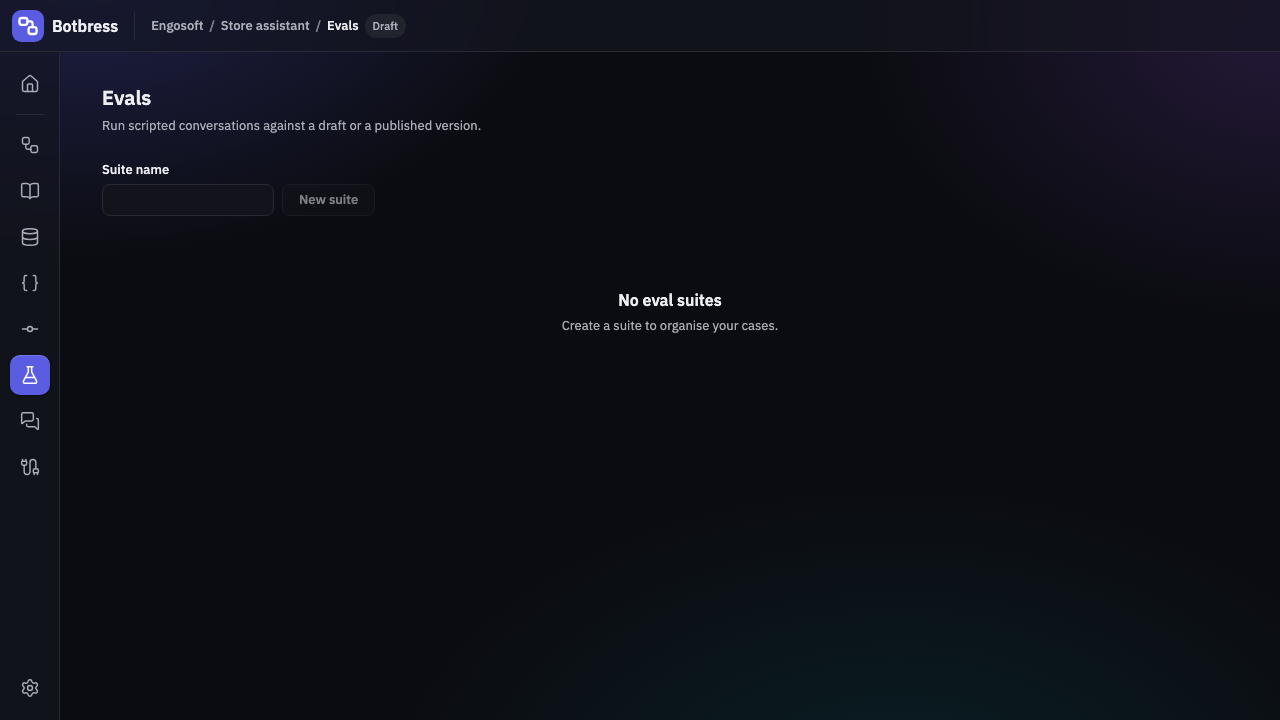 Botbress
Engosoft / Store assistant / Evals Draft
Evals
Run scripted conversations against a draft or a published version.
Suite name
New suite
No eval suites
Create a suite to organise your cases.